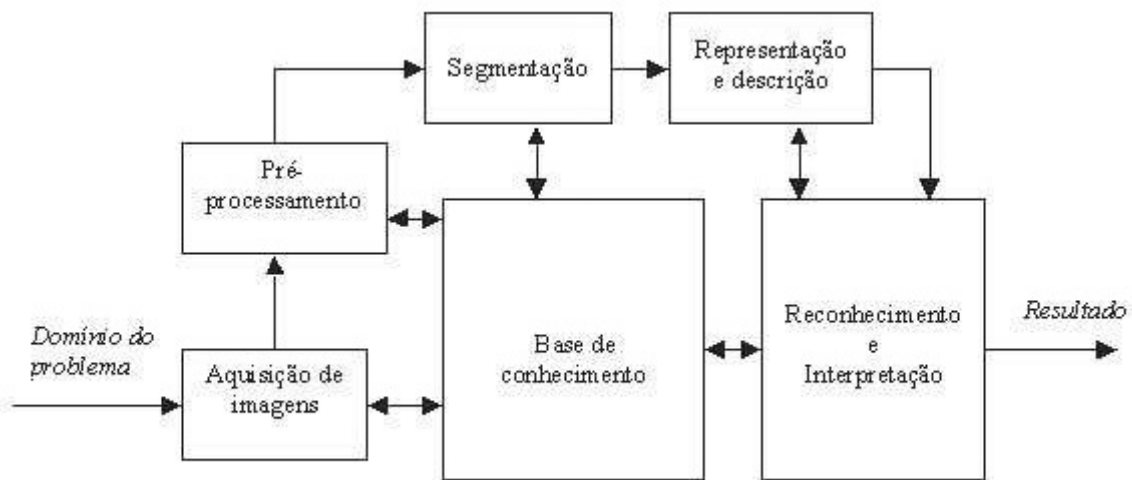 Segmentação
Representação
e descrição
Pré-
processamento
Domínio do
problema
Aquisição de
imagens
Base de
conhecimento
Reconhecimento
e
Interpretação
Resultado